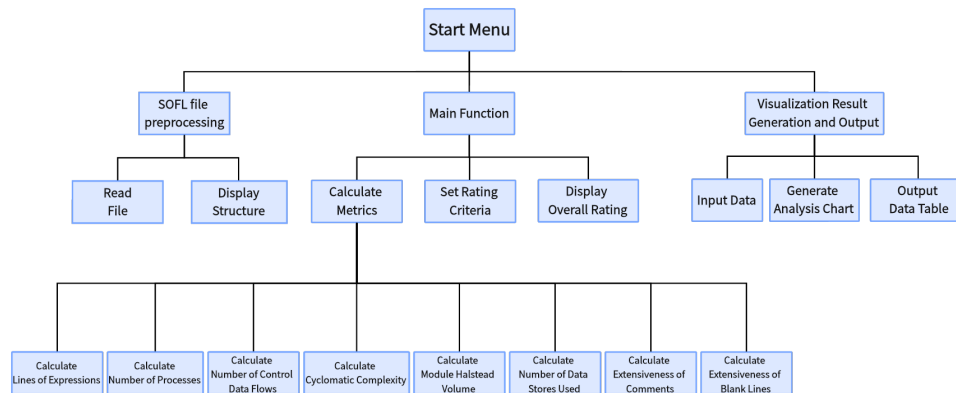 Start Menu
SOFL file
preprocessing
Main Function
Visualization Result
Generation and Output
Read
File
Display
Structure
Calculate
Metrics
Set Rating
Criteria
Display
Overall Rating
Input Data
Generate
Analysis Chart
Output
Data Table
Calculate
Lines of Expressions
Calculate
Number of Processes
Calculate
Number of Control
Data Flows
Calculate
Cyclomatic Complexity
Calculate
Module Halstead
Volume
Calculate
Number of Data
Stores Used
Calculate
Extensiveness of
Comments
Calculate
Extensiveness of
Blank Lines